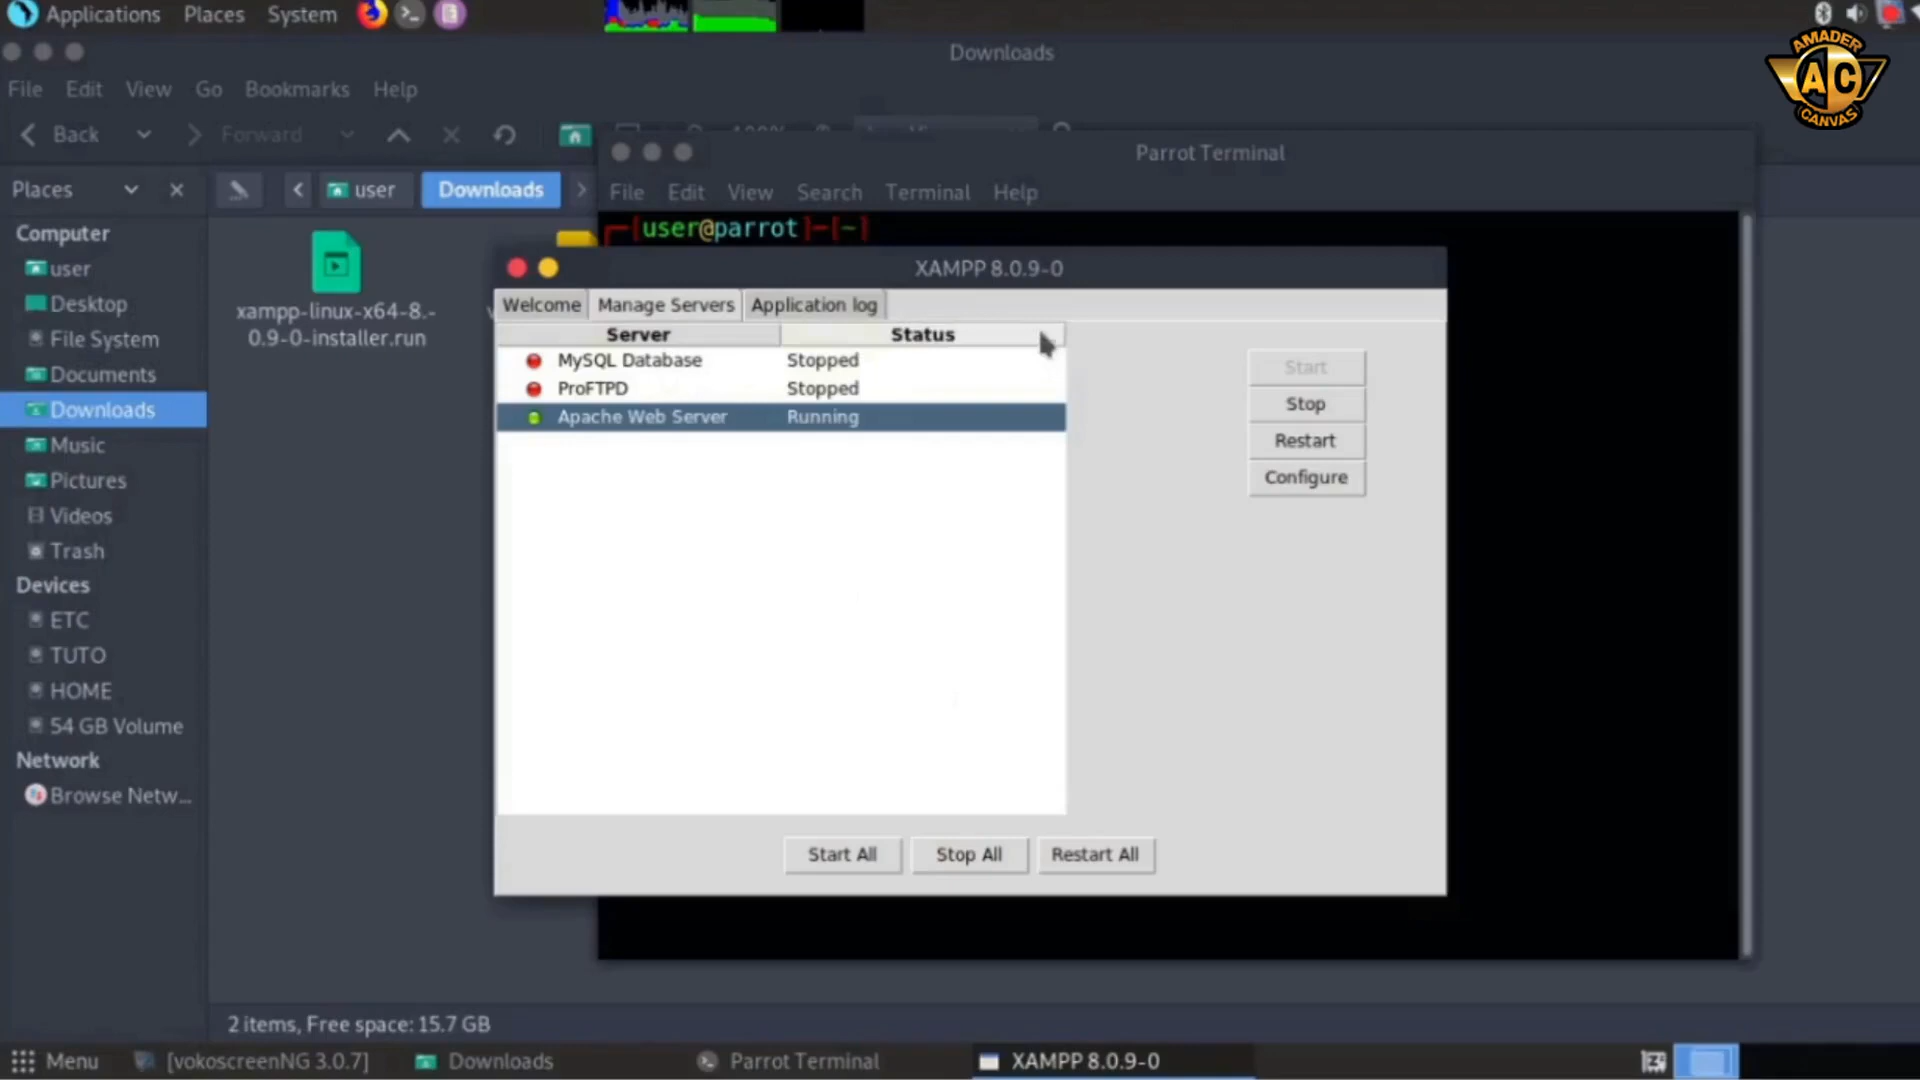 Applications Places System
AMADER
AC
CANVAS
Downloads
File Edit View Go Bookmarks Help
Back Forward
Parrot Terminal
Places
user Downloads
File Edit View Search Terminal Help
[user@parrot]-[~]
Computer
user
Desktop
File System
Documents
Downloads
Music
Pictures
Videos
Trash
Devices
ETC
TUTO
HOME
54 GB Volume
Network
Browse Netw...
xampp-linux-x64-8.-
0.9-0-installer.run
XAMPP 8.0.9-0
Welcome Manage Servers Application log
Server Status
MySQL Database Stopped
ProFTPD Stopped
Apache Web Server Running
Start
Stop
Restart
Configure
Start All Stop All Restart All
2 items, Free space: 15.7 GB
Menu [vokoscreenNG 3.0.7] Downloads Parrot Terminal XAMPP 8.0.9-0